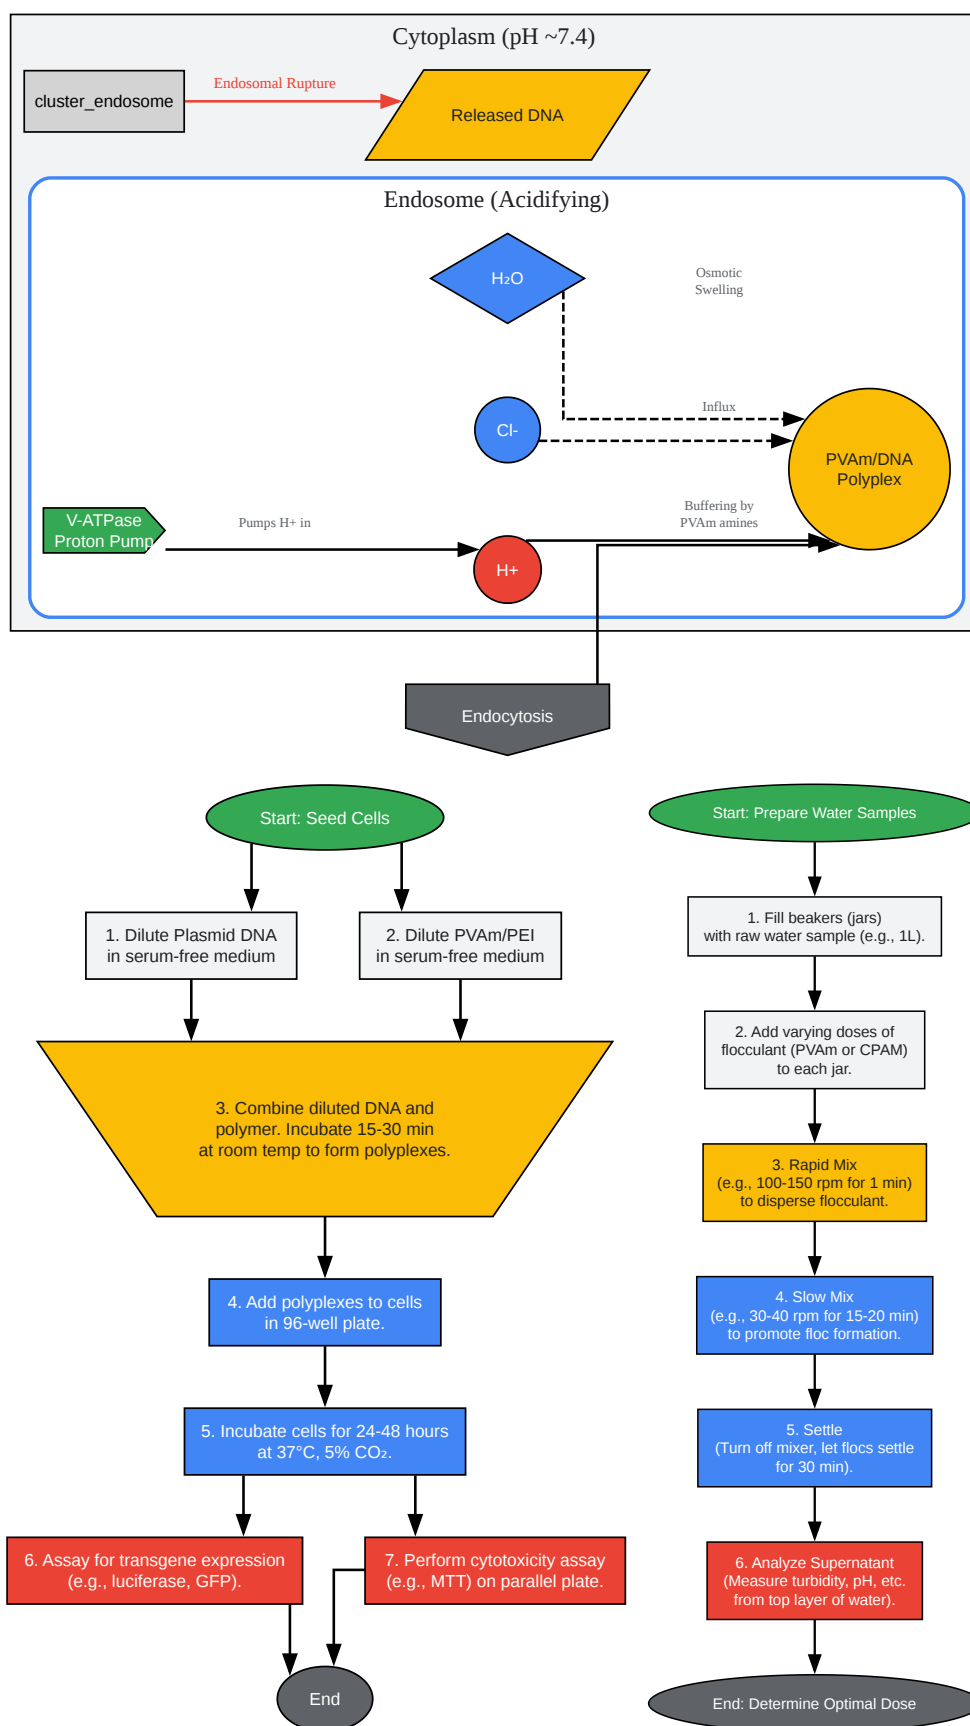 Cytoplasm (pH ~7.4)
cluster_endosome
Endosomal Rupture
Released DNA
Endosome (Acidifying)
H₂O
Osmotic
Swelling
Influx
Cl-
PVAm/DNA
Polyplex
V-ATPase
Proton Pump
Pumps H+ in
Buffering by
PVAm amines
H+
Endocytosis
Start: Seed Cells
1. Dilute Plasmid DNA
in serum-free medium
2. Dilute PVAm/PEI
in serum-free medium
3. Combine diluted DNA and
polymer. Incubate 15-30 min
at room temp to form polyplexes.
4. Add polyplexes to cells
in 96-well plate.
5. Incubate cells for 24-48 hours
at 37°C, 5% CO₂.
6. Assay for transgene expression
(e.g., luciferase, GFP).
7. Perform cytotoxicity assay
(e.g., MTT) on parallel plate.
End
Start: Prepare Water Samples
1. Fill beakers (jars)
with raw water sample (e.g., 1L).
2. Add varying doses of
flocculant (PVAm or CPAM)
to each jar.
3. Rapid Mix
(e.g., 100-150 rpm for 1 min)
to disperse flocculant.
4. Slow Mix
(e.g., 30-40 rpm for 15-20 min)
to promote floc formation.
5. Settle
(Turn off mixer, let flocs settle
for 30 min).
6. Analyze Supernatant
(Measure turbidity, pH, etc.
from top layer of water).
End: Determine Optimal Dose